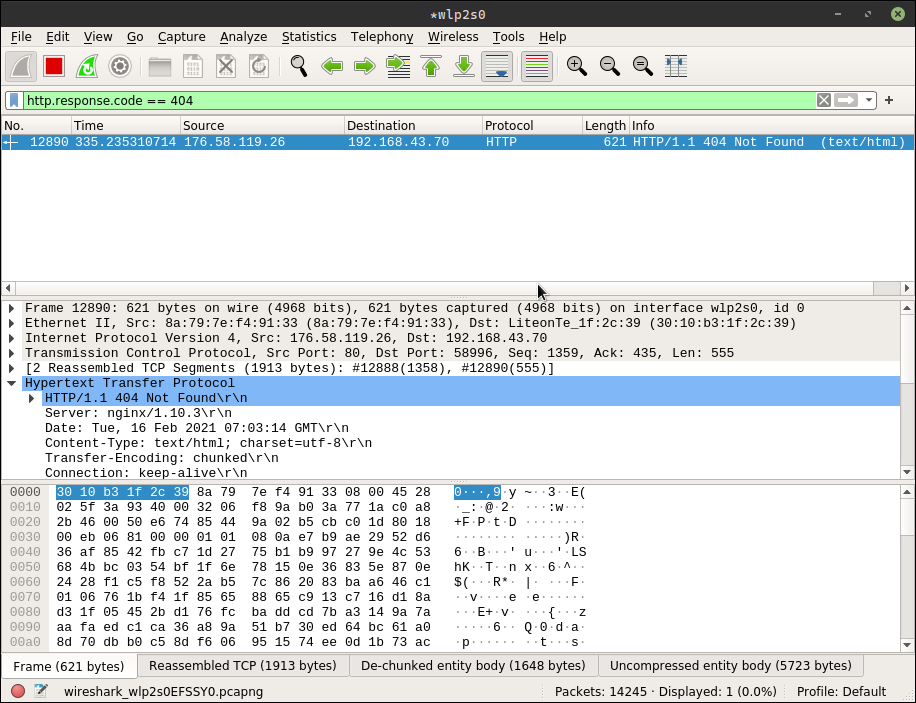 *wlp2s0
File Edit View Go Capture Analyze Statistics Telephony Wireless Tools Help
http.response.code == 404
No. Time Source Destination Protocol Length Info
12890 335.235310714 176.58.119.26 192.168.43.70 HTTP 621 HTTP/1.1 404 Not Found (text/html)
Frame 12890: 621 bytes on wire (4968 bits), 621 bytes captured (4968 bits) on interface wlp2s0, id 0
Ethernet II, Src: 8a:79:7e:f4:91:33 (8a:79:7e:f4:91:33), Dst: LiteonTe_1f:2c:39 (30:10:b3:1f:2c:39)
Internet Protocol Version 4, Src: 176.58.119.26, Dst: 192.168.43.70
Transmission Control Protocol, Src Port: 80, Dst Port: 58996, Seq: 1359, Ack: 435, Len: 555
[2 Reassembled TCP Segments (1913 bytes): #12888(1358), #12890(555)]
Hypertext Transfer Protocol
HTTP/1.1 404 Not Found\r\n
Server: nginx/1.10.3\r\n
Date: Tue, 16 Feb 2021 07:03:14 GMT\r\n
Content-Type: text/html; charset=utf-8\r\n
Transfer-Encoding: chunked\r\n
Connection: keep-alive\r\n
0000 30 10 b3 1f 2c 39 8a 79 7e f4 91 33 08 00 45 28 0···,9·y ~··3··E(
0010 02 5f 3a 93 40 00 32 06 f8 9a b0 3a 77 1a c0 a8 ·_:·@·2· ···:w···
0020 2b 46 00 50 e6 74 85 44 9a 02 b5 cb c0 1d 80 18 +F·P·t·D ········
0030 00 eb 06 81 00 00 01 01 08 0a e7 b9 ae 29 52 d6 ········ ·····)R·
0040 36 af 85 42 fb c7 1d 27 75 b1 b9 97 27 9e 4c 53 6··B···' u···'·LS
0050 68 4b bc 03 54 bf 1f 6e 78 15 0e 36 83 5e 87 0e hK··T··n x··6·^··
0060 24 28 f1 c5 f8 52 2a b5 7c 86 20 83 ba a6 46 c1 $(···R*· |· ···F·
0070 01 06 76 1b f4 1f 85 65 88 65 c9 13 c7 16 d1 8a ··v····e ·e······
0080 d3 1f 05 45 2b d1 76 fc ba dd cd 7b a3 14 9a 7a ···E+·v· ···{···z
0090 aa fa ed c1 ca 36 a8 9a 51 b7 30 ed 64 bc 61 a0 ·····6·· Q·0·d·a·
00a0 8d 70 db b0 c5 8d f6 06 95 15 74 ee 0d 1b 73 ac ·p······ ··t···s·
Frame (621 bytes) Reassembled TCP (1913 bytes) De-chunked entity body (1648 bytes) Uncompressed entity body (5723 bytes)
wireshark_wlp2s0EFSSY0.pcapng Packets: 14245 · Displayed: 1 (0.0%) Profile: Default